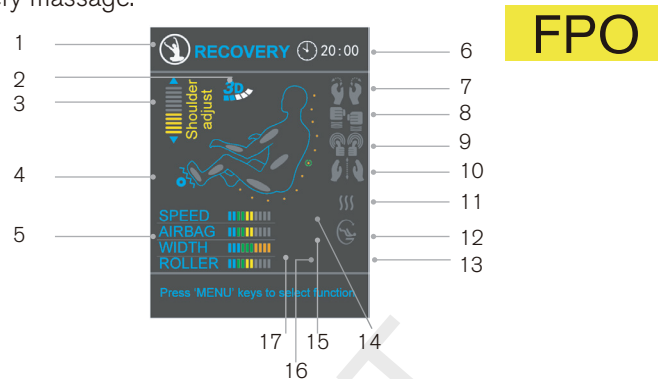 ery massage.
FPO
1
RECOVERY 20:00
6
2
3D
7
3
Shoulder
adjust
8
9
4
10
11
SPEED
5
AIRBAG
12
WIDTH
13
ROLLER
Press 'MENU' keys to select function
17
15
14
16